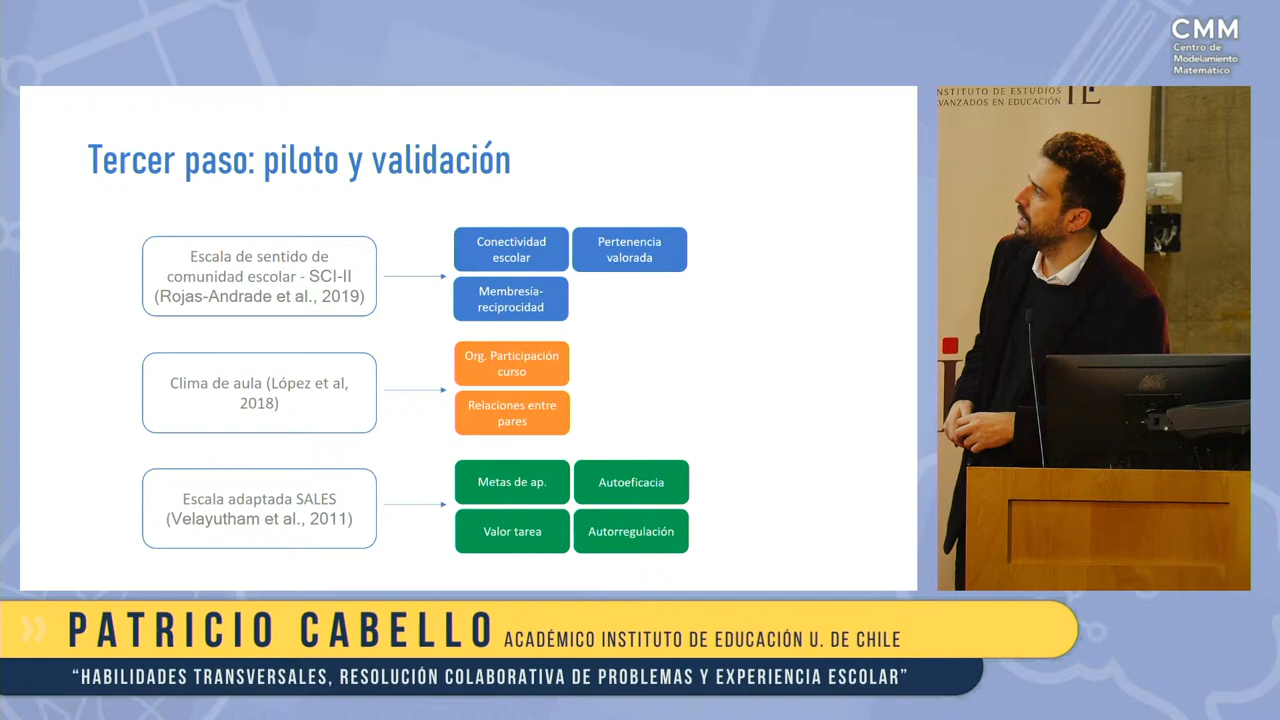 CMM
Centro de
Modelamiento
Matemático
NSTITUTO DE ESTUDIOS
VANZADOS EN EDUCACIÓN
IE
Tercer paso: piloto y validación
Escala de sentido de
comunidad escolar - SCI-II
(Rojas-Andrade et al., 2019)
Conectividad
escolar
Pertenencia
valorada
Membresía-
reciprocidad
Clima de aula (López et al,
2018)
Org. Participación
curso
Relaciones entre
pares
Escala adaptada SALES
(Velayutham et al., 2011)
Metas de ap.
Autoeficacia
Valor tarea
Autorregulación
PATRICIO CABELLO ACADÉMICO INSTITUTO DE EDUCACIÓN U. DE CHILE
“HABILIDADES TRANSVERSALES, RESOLUCIÓN COLABORATIVA DE PROBLEMAS Y EXPERIENCIA ESCOLAR”